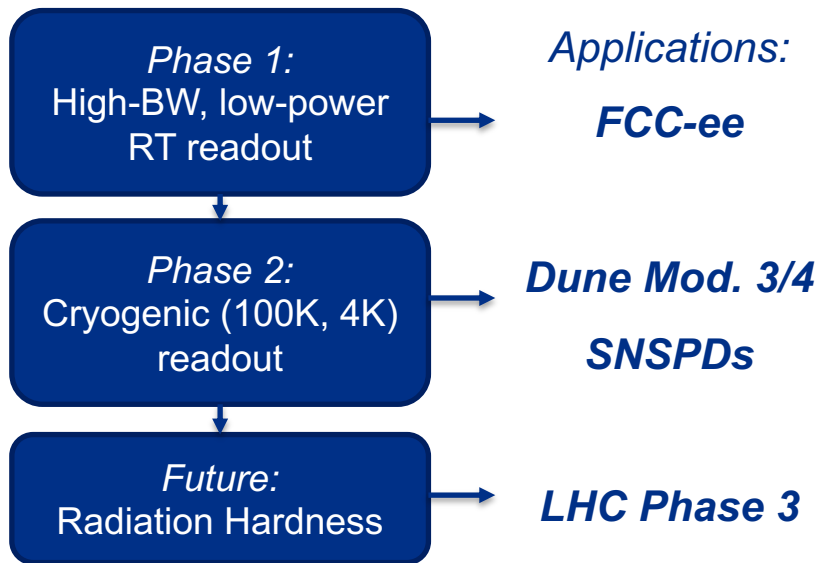 Phase 1:
High-BW, low-power
RT readout
Applications:
FCC-ee
Phase 2:
Cryogenic (100K, 4K)
readout
Dune Mod. 3/4
SNSPDs
Future:
Radiation Hardness
LHC Phase 3